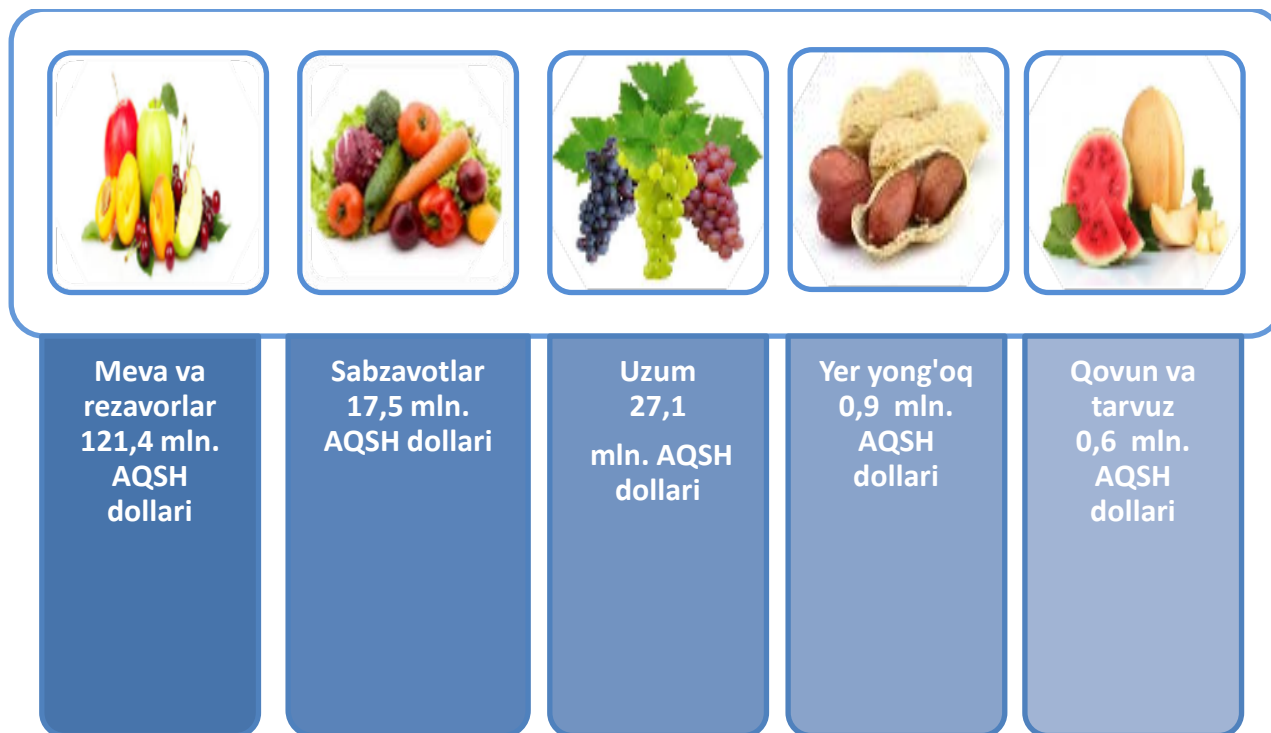 Meva va
rezavorlar
121,4 mln.
AQSH
dollari
Sabzavotlar
17,5 mln.
AQSH dollari
Uzum
27,1
mln. AQSH
dollari
Yer yong'oq
0,9 mln.
AQSH
dollari
Qovun va
tarvuz
0,6 mln.
AQSH
dollari